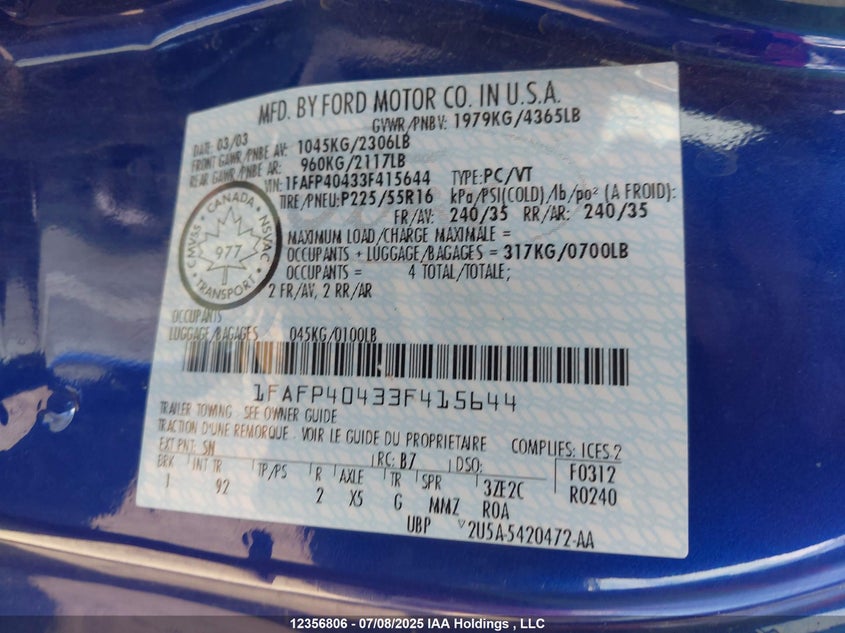 MFD. BY FORD MOTOR CO. IN U.S.A.
DATE: 03/03 GVWR/PNBV: 1979KG/4365LB
FRONT GAWR/PNBE AV: 1045KG/2306LB
REAR GAWR/PNBE AR: 960KG/2117LB
VIN: 1FAFP40433F415644 TYPE: PC/VT
TIRE/PNEU: P225/55R16 kPa/PSI(COLD)/lb/po² (A FROID):
FR/AV: 240/35 RR/AR: 240/35
MAXIMUM LOAD/CHARGE MAXIMALE =
OCCUPANTS + LUGGAGE/BAGAGES = 317KG/0700LB
OCCUPANTS = 4 TOTAL/TOTALE;
2 FR/AV, 2 RR/AR
CANADA
CMVSS NSVAC
977
TRANSPORT
OCCUPANTS
LUGGAGE/BAGAGES 045KG/0100LB
1FAFP40433F415644
TRAILER TOWING - SEE OWNER GUIDE
TRACTION D'UNE REMORQUE - VOIR LE GUIDE DU PROPRIETAIRE COMPLIES: ICES-2
EXT PNT: SN RC: B7 DSO: F0312
BRK INT TR TP/PS R AXLE TR SPR 3ZE2C R0240
1 92 2 X5 G MMZ ROA
UBP 2U5A-5420472-AA
12356806 - 07/08/2025 IAA Holdings , LLC